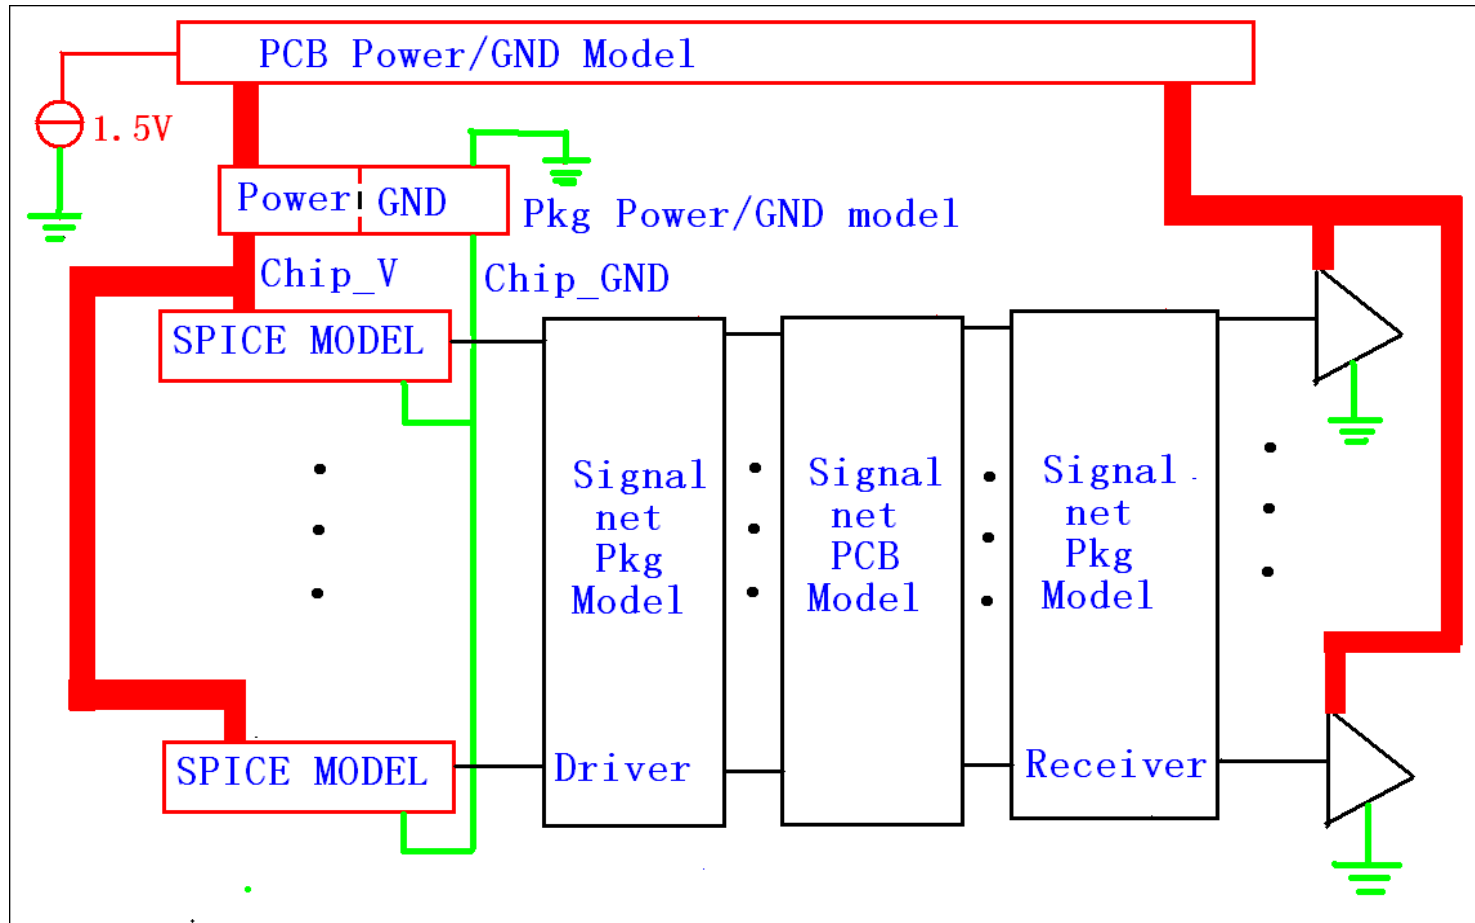 PCB Power/GND Model
1.5V
Power
GND
Pkg Power/GND model
Chip_V
Chip_GND
SPICE MODEL
Signal
net
Pkg
Model
Signal
net
PCB
Model
Signal
net
Pkg
Model
SPICE MODEL
Driver
Receiver